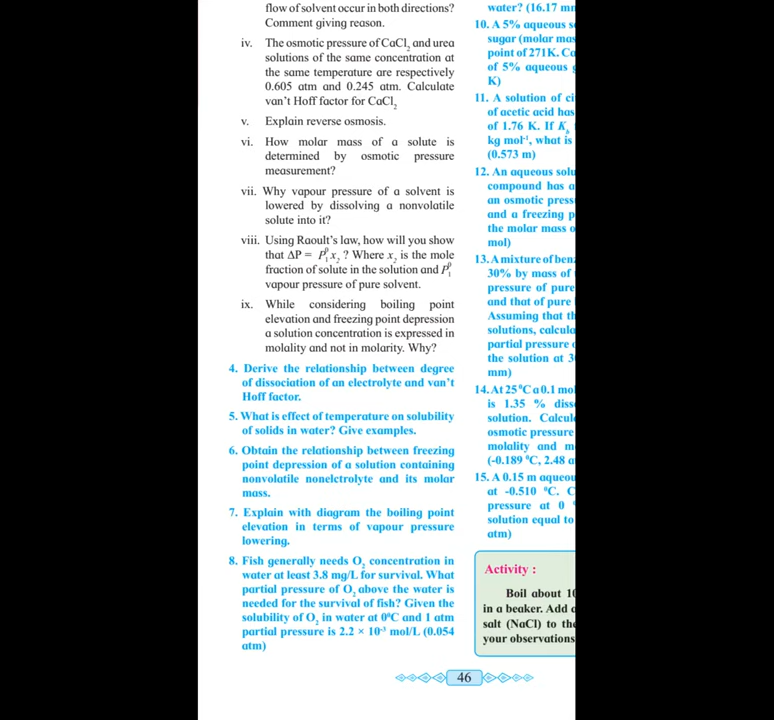 flow of solvent occur in both directions?
Comment giving reason.
iv. The osmotic pressure of CaCl₂ and urea
solutions of the same concentration at
the same temperature are respectively
0.605 atm and 0.245 atm. Calculate
van't Hoff factor for CaCl₂
v. Explain reverse osmosis.
vi. How molar mass of a solute is
determined by osmotic pressure
measurement?
vii. Why vapour pressure of a solvent is
lowered by dissolving a nonvolatile
solute into it?
viii. Using Raoult's law, how will you show
that ΔP = P₁⁰x₂ ? Where x₂ is the mole
fraction of solute in the solution and P₁⁰
vapour pressure of pure solvent.
ix. While considering boiling point
elevation and freezing point depression
a solution concentration is expressed in
molality and not in molarity. Why?
4. Derive the relationship between degree
of dissociation of an electrolyte and van't
Hoff factor.
5. What is effect of temperature on solubility
of solids in water? Give examples.
6. Obtain the relationship between freezing
point depression of a solution containing
nonvolatile nonelctrolyte and its molar
mass.
7. Explain with diagram the boiling point
elevation in terms of vapour pressure
lowering.
8. Fish generally needs O₂ concentration in
water at least 3.8 mg/L for survival. What
partial pressure of O₂ above the water is
needed for the survival of fish? Given the
solubility of O₂ in water at 0⁰C and 1 atm
partial pressure is 2.2 × 10⁻³ mol/L (0.054
atm)
water? (16.17
10. A 5% aqueous
sugar (molar
point of 271K.
of 5% aqueous
K)
11. A solution of
of acetic acid has
of 1.76 K. If K_b
kg mol⁻¹, what is
(0.573 m)
12. An aqueous
compound has a
an osmotic
and a freezing
the molar mass
mol)
13. A mixture of
30% by mass of
pressure of pure
and that of pure
Assuming that
solutions,
partial pressure
the solution at
mm)
14. At 25 ⁰C a 0.1
is 1.35 %
solution.
osmotic pressure
molality and
(-0.189 ⁰C, 2.48
15. A 0.15 m
at -0.510 ⁰C.
pressure at 0
solution equal to
atm)
Activity :
Boil about
in a beaker. Add
salt (NaCl) to
your observations
46